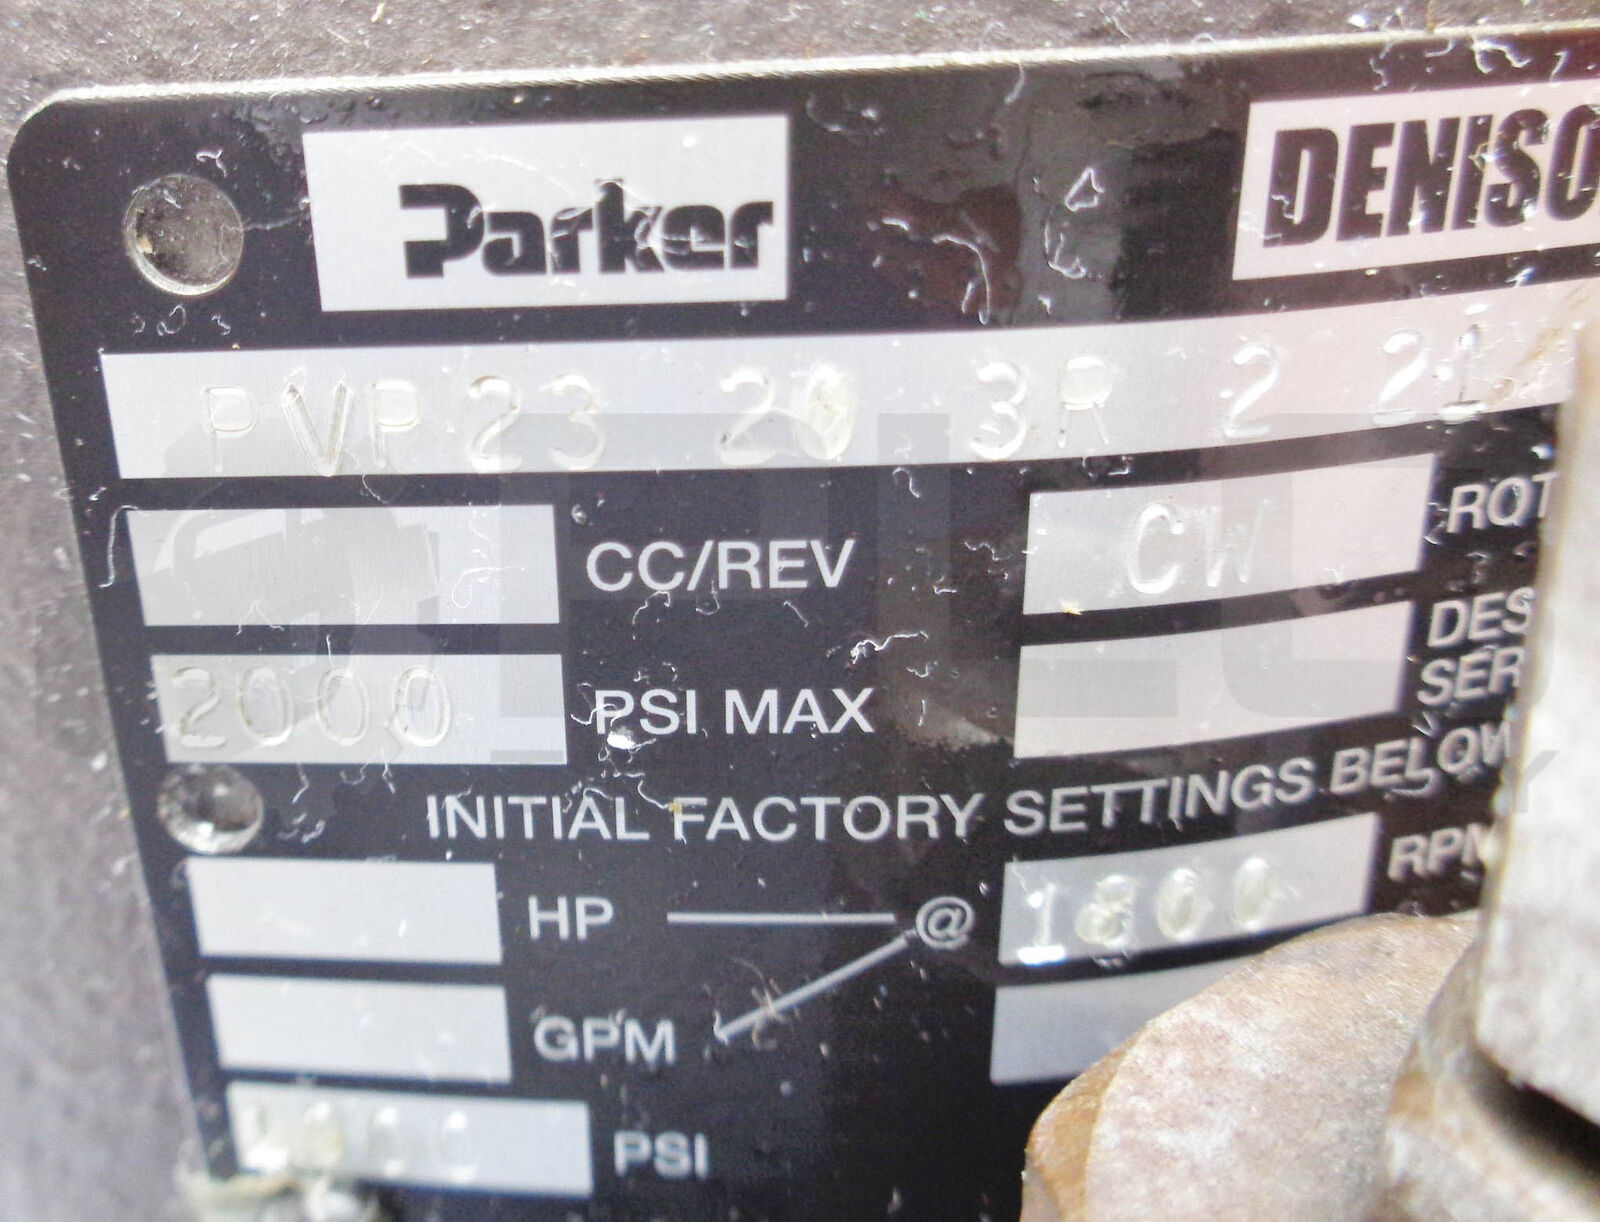 Parker DENISO
PVP 23 20 3R 2 21
CC/REV CW ROT
2000 PSI MAX DES
SER
INITIAL FACTORY SETTINGS BELOW
HP @ 1800 RPM
GPM
PSI